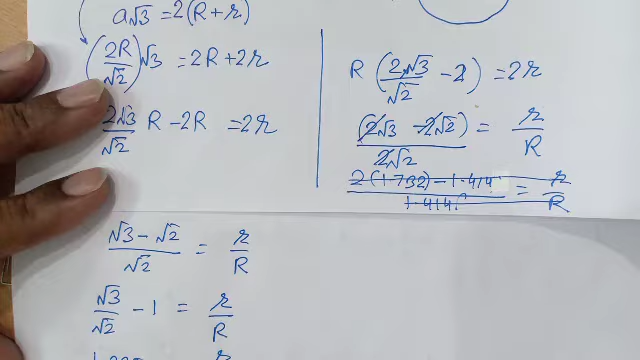 a√3 = 2(R + r)
(2R/√2)√3 = 2R + 2r
2√3/√2 R - 2R = 2r
R(2√3/√2 - 2) = 2r
(2√3 - 2√2)/2√2 = r/R
2(1.732) - 1.414/1.414 = r/R
√3 - √2/√2 = r/R
√3/√2 - 1 = r/R